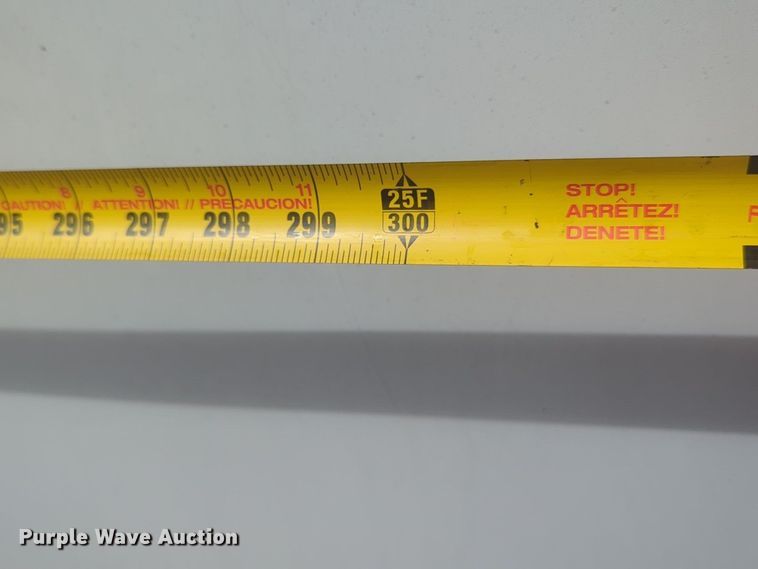 8 9 10 11
CAUTION! // ATTENTION! // PRECAUCION!
95 296 297 298 299
25F
300
STOP!
ARRÊTEZ!
DENETE!
Purple Wave Auction